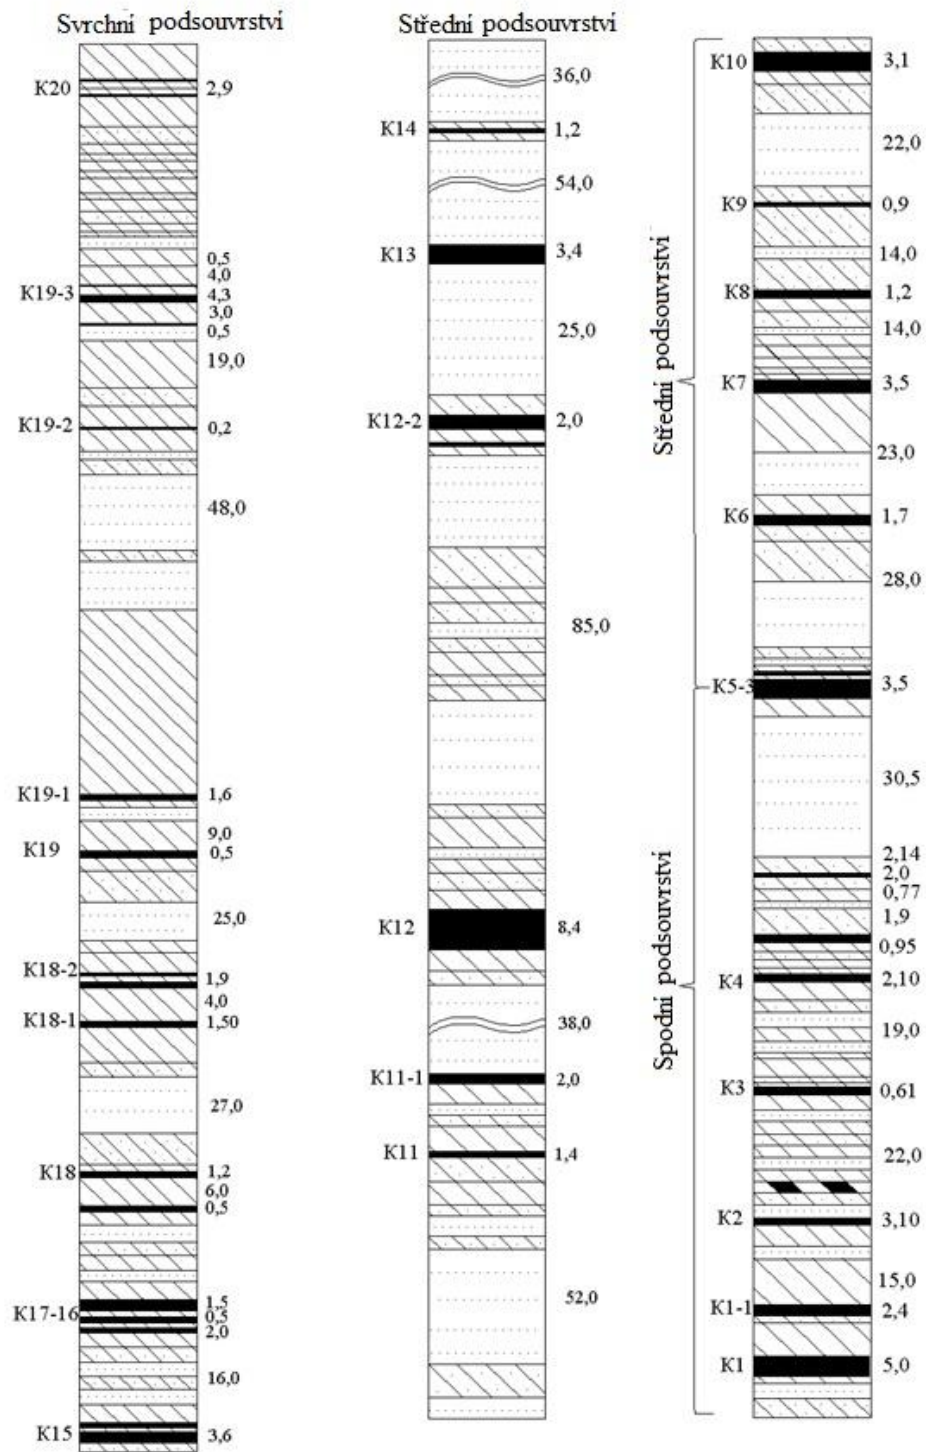 Svrchní podsouvrství
K20 2,9
0,5
4,0
K19-3 4,3
3,0
0,5
19,0
K19-2 0,2
48,0
K19-1 1,6
9,0
K19 0,5
25,0
K18-2 1,9
4,0
K18-1 1,50
27,0
K18 1,2
6,0
0,5
1,5
K17-16 0,5
2,0
16,0
K15 3,6
Střední podsouvrství
36,0
K14 1,2
54,0
K13 3,4
25,0
K12-2 2,0
85,0
K12 8,4
38,0
K11-1 2,0
K11 1,4
52,0
Střední podsouvrství
K10 3,1
22,0
K9 0,9
14,0
K8 1,2
14,0
K7 3,5
23,0
K6 1,7
28,0
K5-3 3,5
Spodní podsouvrství
30,5
2,14
2,0
0,77
1,9
0,95
K4 2,10
19,0
K3 0,61
22,0
K2 3,10
15,0
K1-1 2,4
K1 5,0